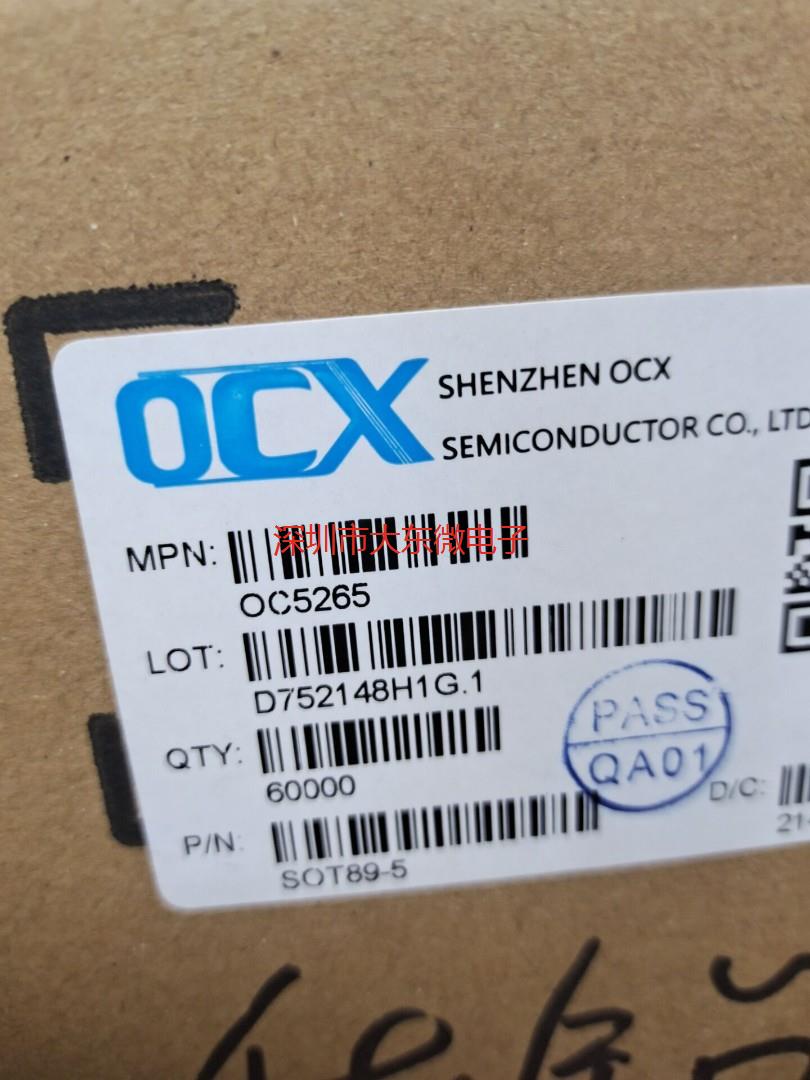 OCX
SHENZHEN OCX
SEMICONDUCTOR CO., LTD
MPN:
深圳市大东微电子
OC5265
LOT:
D752148H1G.1
QTY:
PASS
60000
QA01
D/C:
21
P/N:
SOT89-5